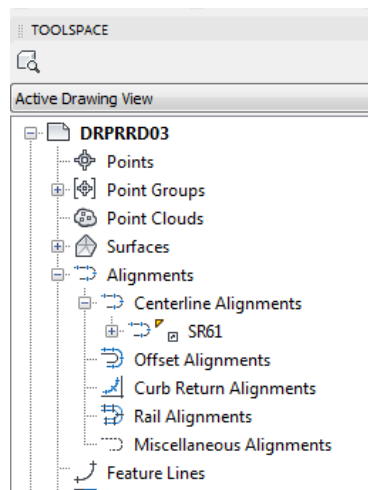 TOOLSPACE
Active Drawing View
DRPRRD03
Points
Point Groups
Point Clouds
Surfaces
Alignments
Centerline Alignments
SR61
Offset Alignments
Curb Return Alignments
Rail Alignments
Miscellaneous Alignments
Feature Lines